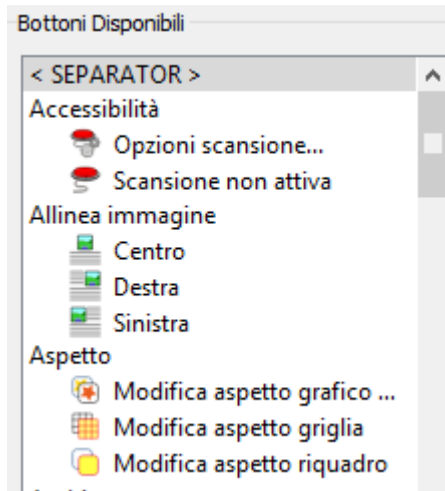 Bottoni Disponibili
< SEPARATOR >
Accessibilità
Opzioni scansione...
Scansione non attiva
Allinea immagine
Centro
Destra
Sinistra
Aspetto
Modifica aspetto grafico ...
Modifica aspetto griglia
Modifica aspetto riquadro